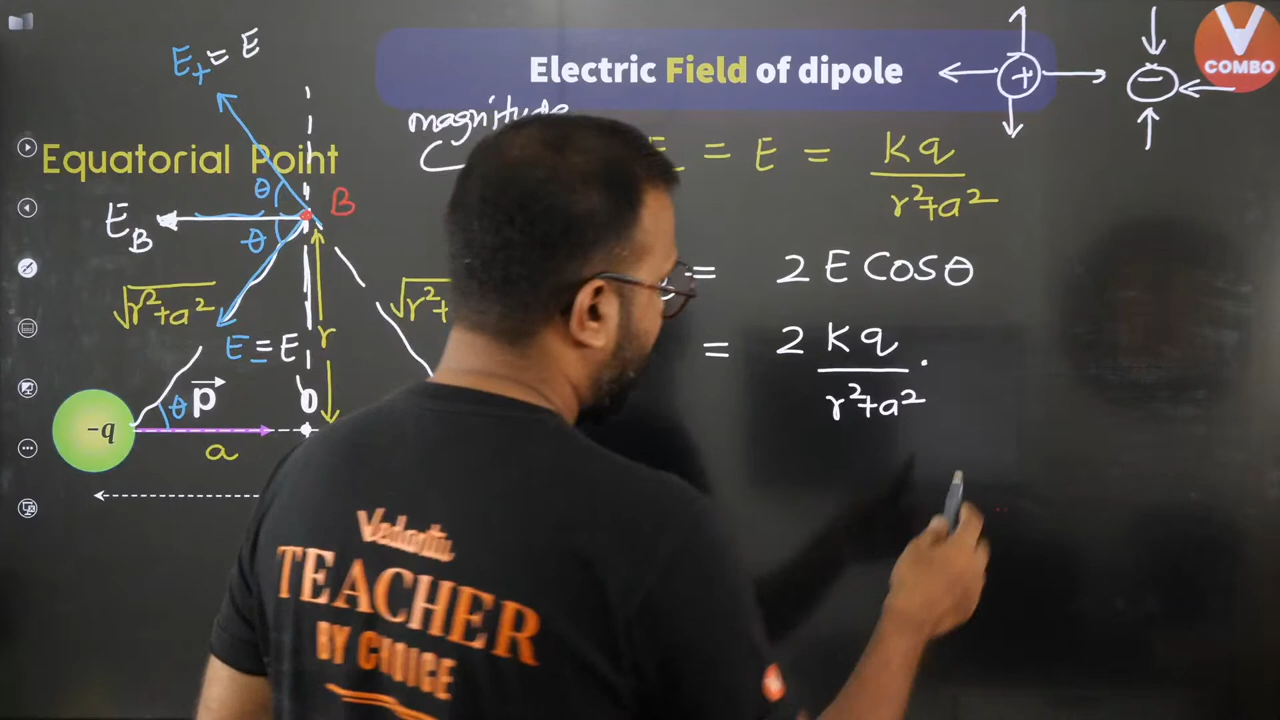 Electric Field of dipole
+
−
COMBO
E₊ = E
magnitude
Equatorial Point
= E = Kq / r²+a²
θ
B
E_B
θ
= 2 E Cosθ
√r²+a²
r
= 2 Kq / r²+a² .
E₋ = E
p
0
θ
-q
a
Vedantu
TEACHER
BY CHOICE